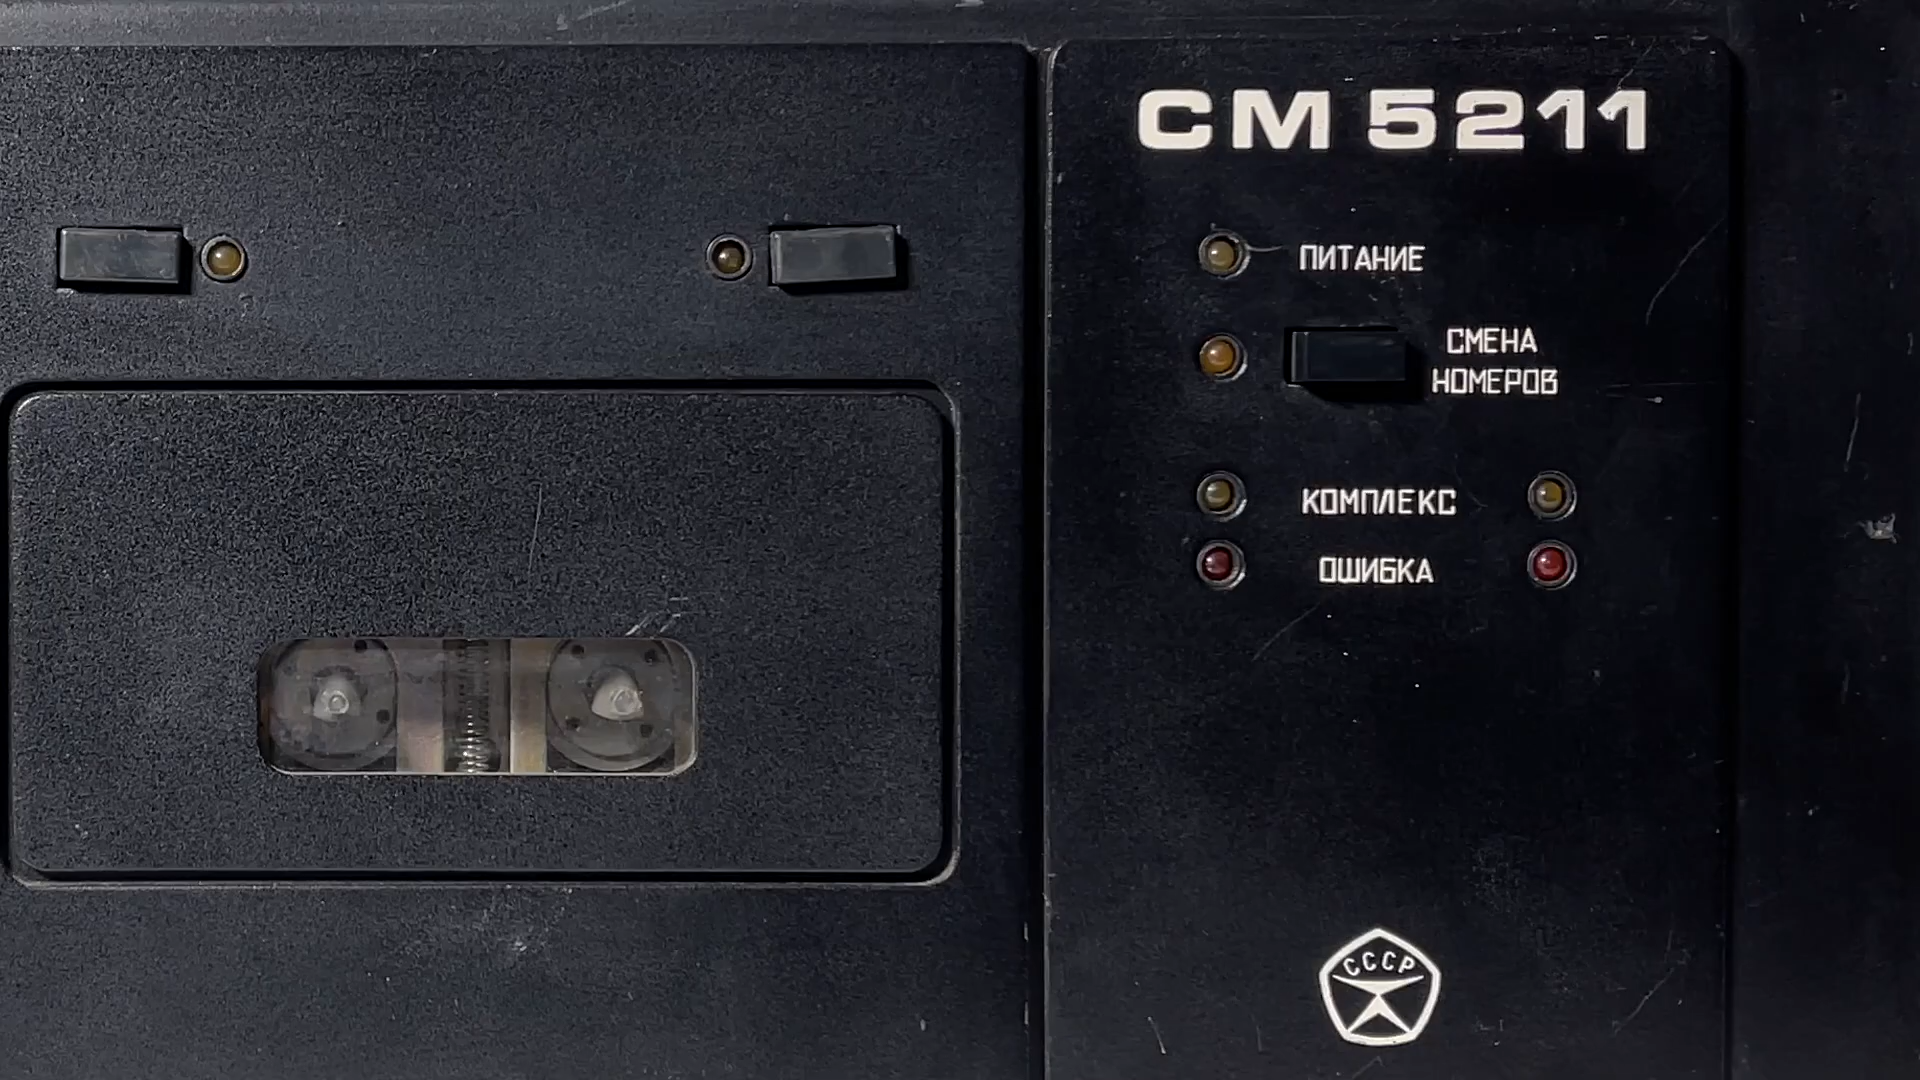 СМ 5211
ПИТАНИЕ
СМЕНА
НОМЕРОВ
КОМПЛЕКС
ОШИБКА
СССР